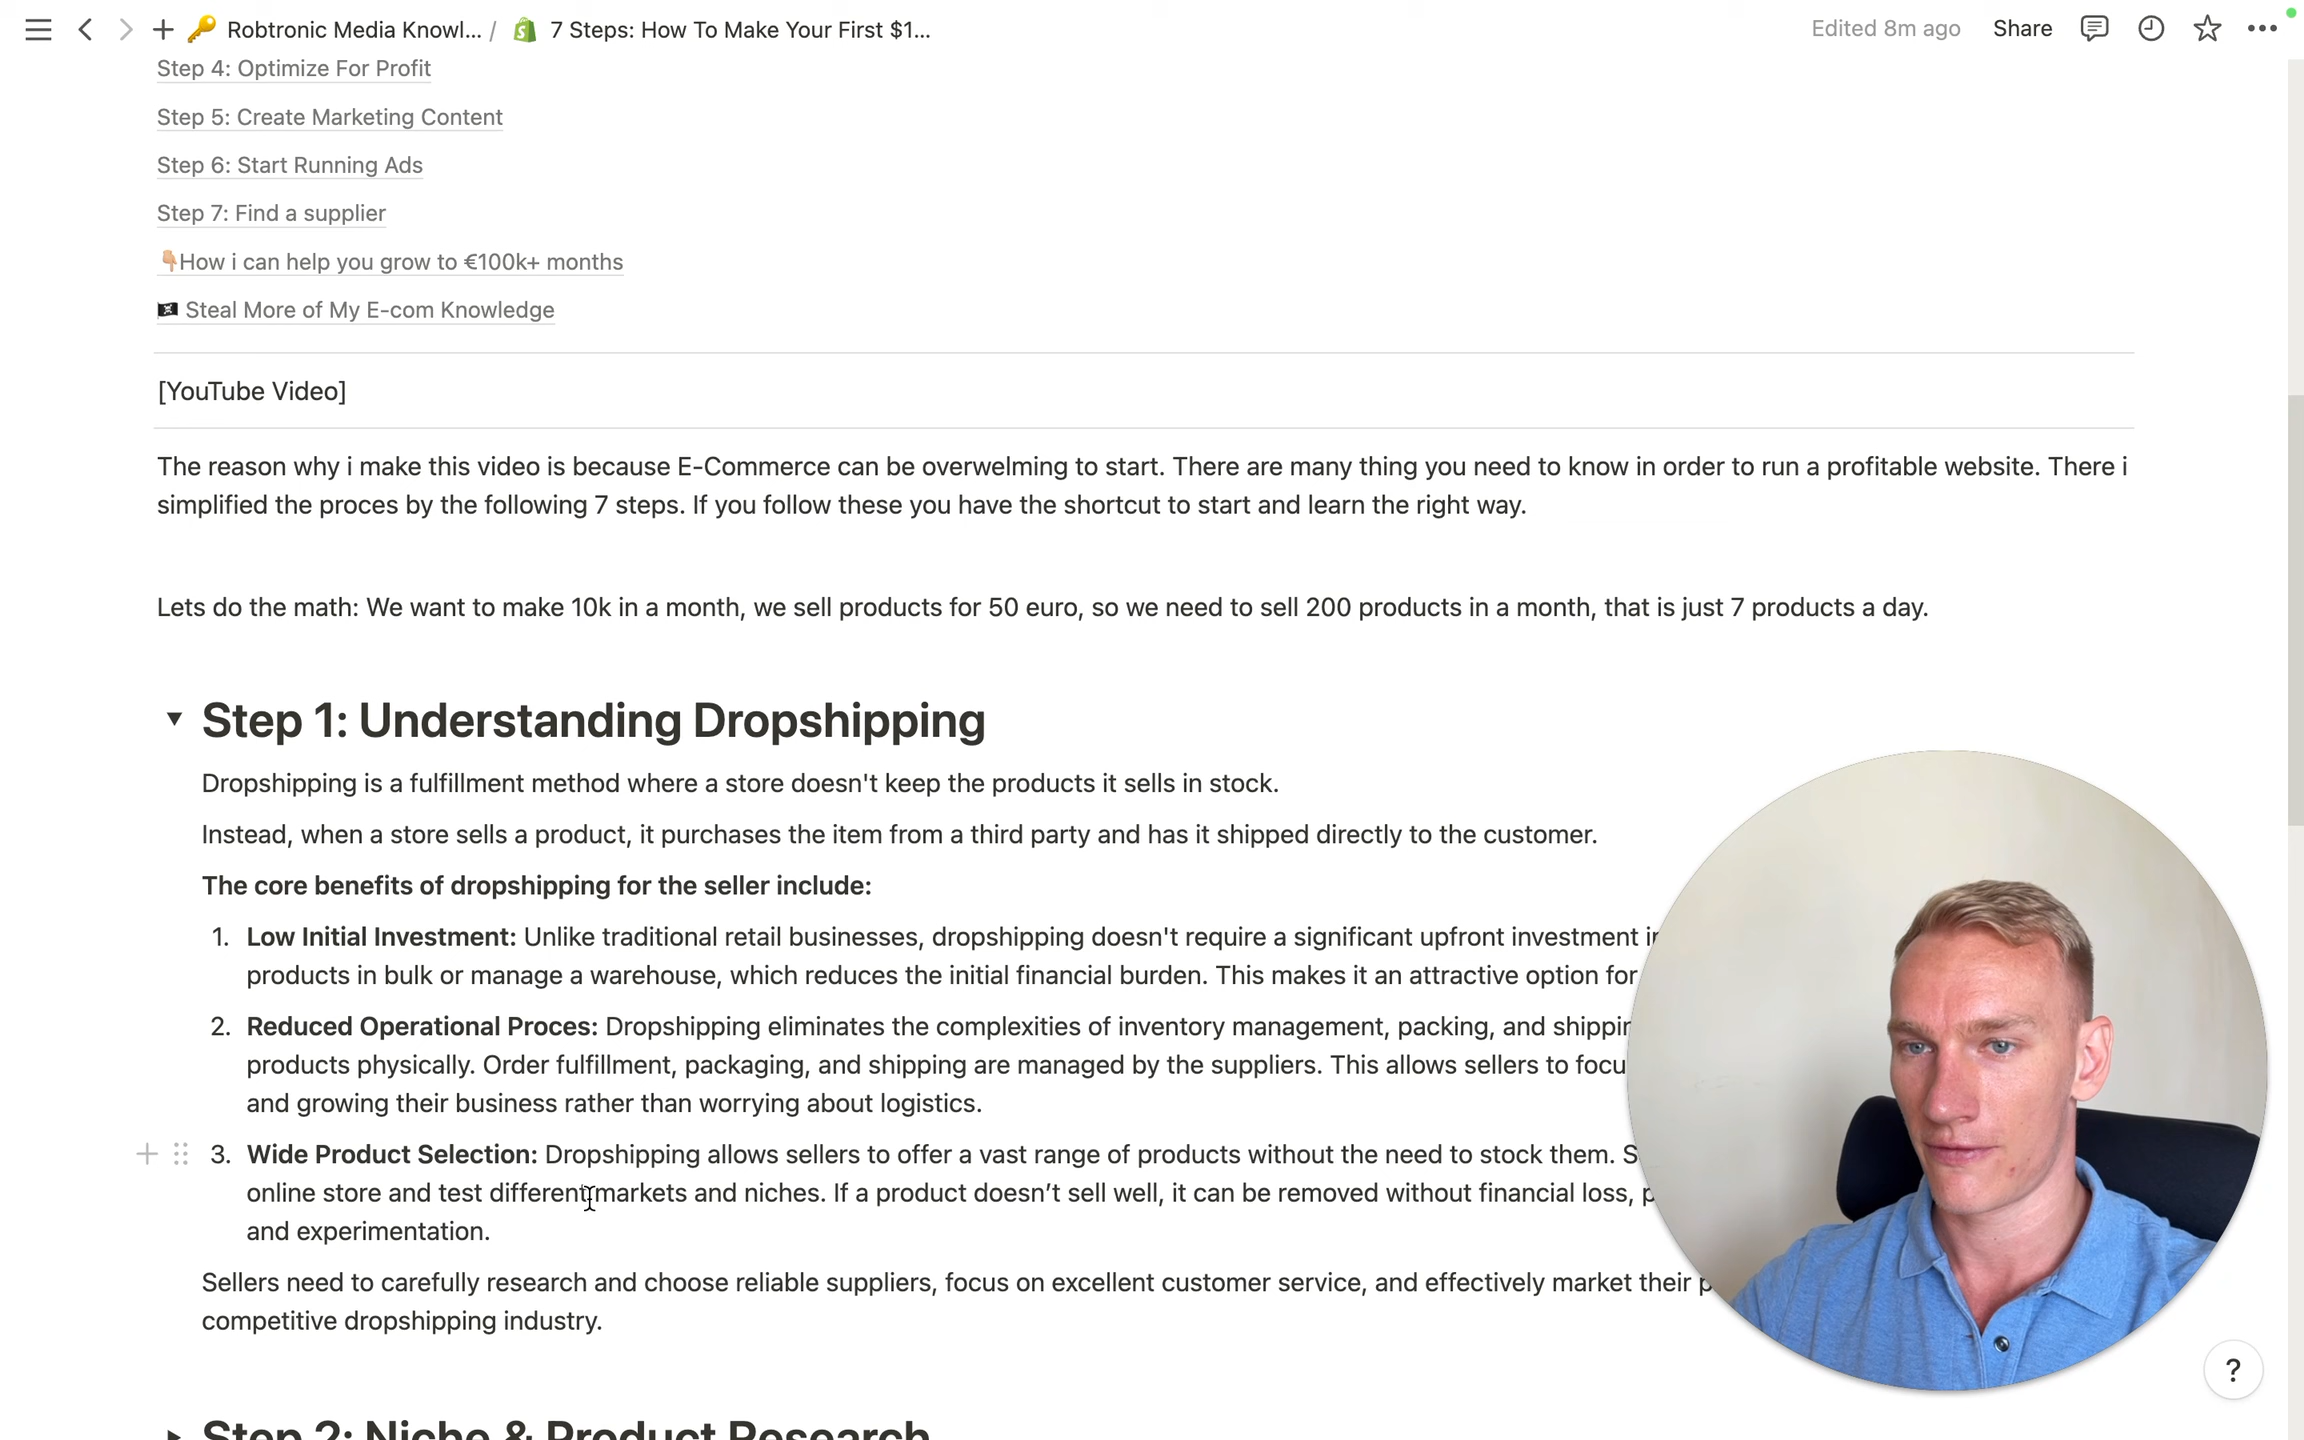 Robtronic Media Knowl... / 7 Steps: How To Make Your First $1...
Edited 8m ago Share
Step 4: Optimize For Profit
Step 5: Create Marketing Content
Step 6: Start Running Ads
Step 7: Find a supplier
👇🏼How i can help you grow to €100k+ months
🏴‍☠️ Steal More of My E-com Knowledge
[YouTube Video]
The reason why i make this video is because E-Commerce can be overwelming to start. There are many thing you need to know in order to run a profitable website. There i
simplified the proces by the following 7 steps. If you follow these you have the shortcut to start and learn the right way.
Lets do the math: We want to make 10k in a month, we sell products for 50 euro, so we need to sell 200 products in a month, that is just 7 products a day.
Step 1: Understanding Dropshipping
Dropshipping is a fulfillment method where a store doesn't keep the products it sells in stock.
Instead, when a store sells a product, it purchases the item from a third party and has it shipped directly to the customer.
The core benefits of dropshipping for the seller include:
1. Low Initial Investment: Unlike traditional retail businesses, dropshipping doesn't require a significant upfront investment
products in bulk or manage a warehouse, which reduces the initial financial burden. This makes it an attractive option for
2. Reduced Operational Proces: Dropshipping eliminates the complexities of inventory management, packing, and
products physically. Order fulfillment, packaging, and shipping are managed by the suppliers. This allows sellers to
and growing their business rather than worrying about logistics.
3. Wide Product Selection: Dropshipping allows sellers to offer a vast range of products without the need to stock them.
online store and test different markets and niches. If a product doesn’t sell well, it can be removed without financial loss,
and experimentation.
Sellers need to carefully research and choose reliable suppliers, focus on excellent customer service, and effectively market their
competitive dropshipping industry.
Step 2: Niche & Product Research
?